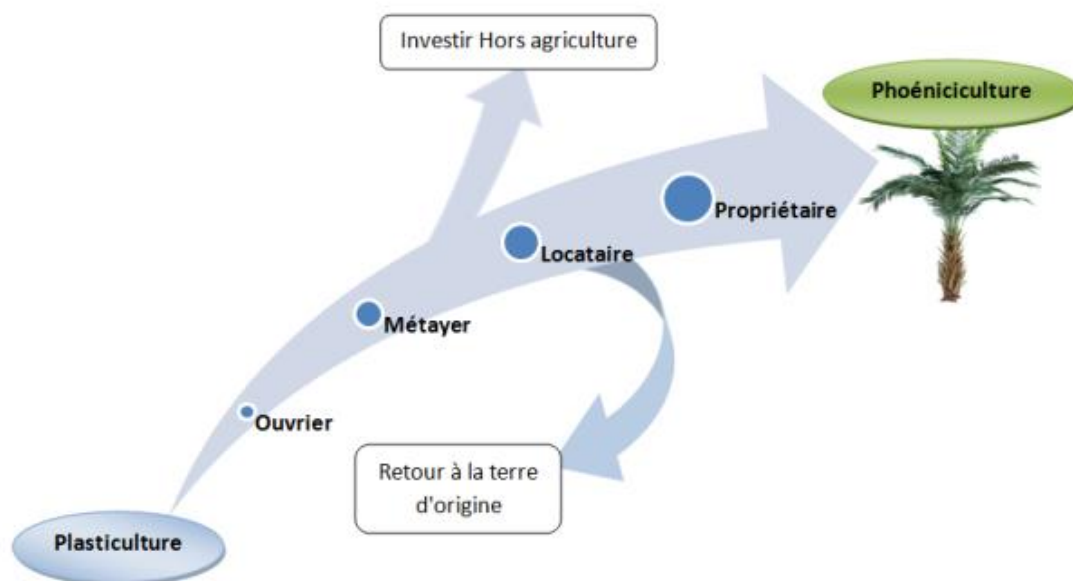 Investir Hors agriculture
Phoéniciculture
Propriétaire
Locataire
Métayer
Ouvrier
Retour à la terre
d'origine
Plasticulture